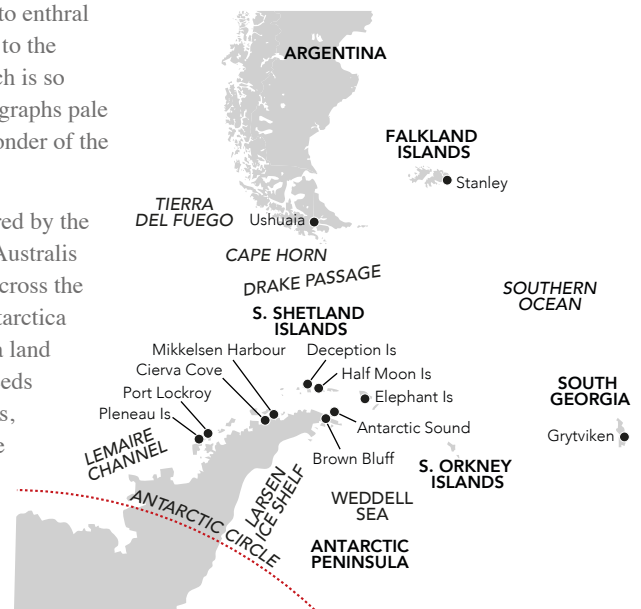 to enthral
to the
ch is so
graphs pale
onder of the
red by the
Australis
cross the
tarctica
n land
eds
s,
e
ARGENTINA
FALKLAND
ISLANDS
Stanley
TIERRA
DEL FUEGO
Ushuaia
CAPE HORN
DRAKE PASSAGE
SOUTHERN
OCEAN
S. SHETLAND
ISLANDS
Mikkelsen Harbour
Deception Is
Cierva Cove
Half Moon Is
Port Lockroy
Elephant Is
Pleneau Is.
Antarctic Sound
SOUTH
GEORGIA
Grytviken
LEMAIRE
CHANNEL
Brown Bluff
S. ORKNEY
ISLANDS
LARSEN
ICE SHELF
WEDDELL
SEA
ANTARCTIC CIRCLE
ANTARCTIC
PENINSULA